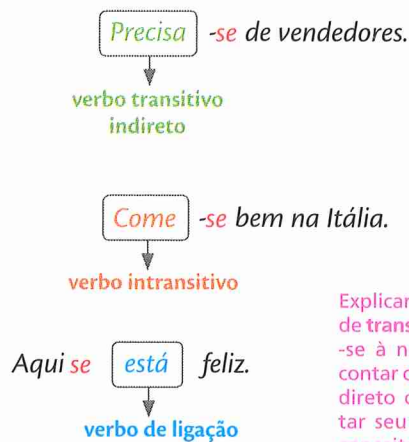 Precisa -se de vendedores.
verbo transitivo
indireto
Come -se bem na Itália.
verbo intransitivo
Aqui se está feliz.
verbo de ligação
Explicar
de trans
-se à n
contar c
direto c
tar seu